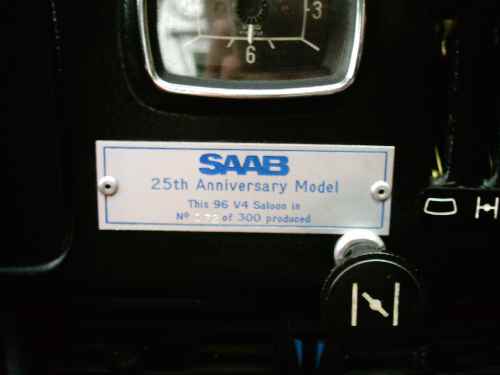 3
6
SAAB
25th Anniversary Model
This 96 V4 Saloon is
Nº of 300 produced